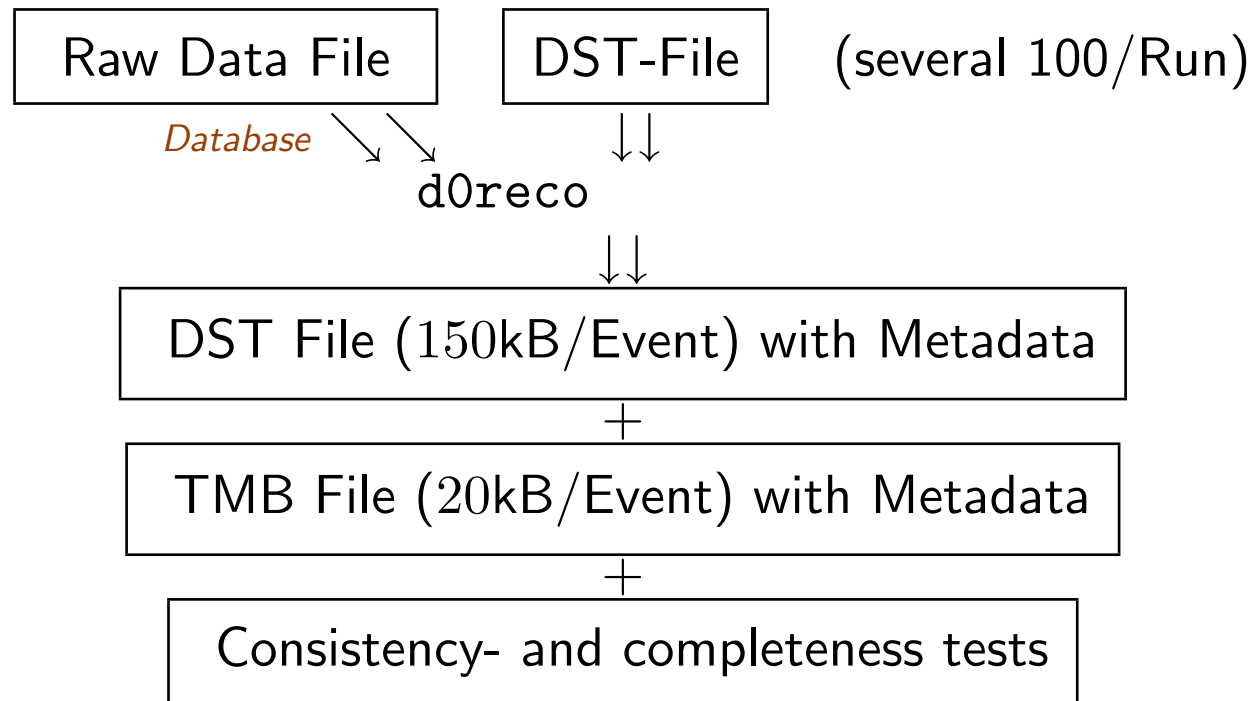 Raw Data File DST-File (several 100/Run)
Database
d0reco
DST File (150kB/Event) with Metadata
+
TMB File (20kB/Event) with Metadata
+
Consistency- and completeness tests